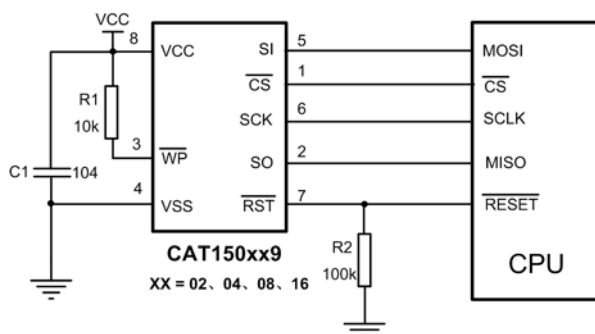 VCC
8
VCC
SI
5
MOSI
R1
10k
CS
1
CS
SCK
6
SCLK
3
WP
SO
2
MISO
C1
104
4
VSS
RST
7
RESET
R2
100k
CPU
CAT150xx9
XX = 02、04、08、16